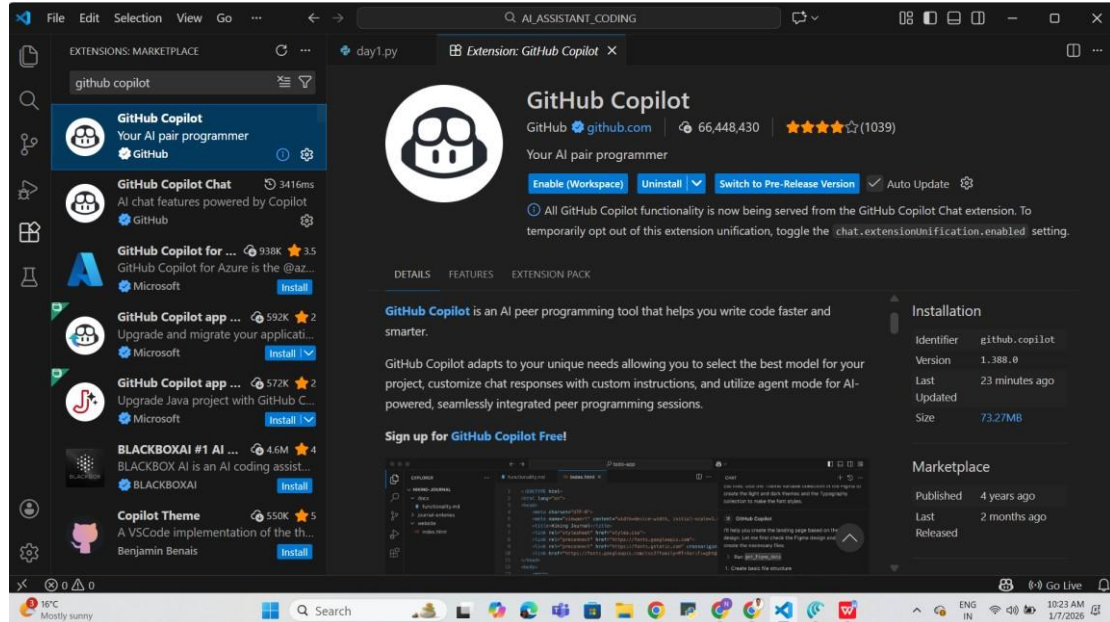 File Edit Selection View Go ... AI_ASSISTANT_CODING
EXTENSIONS: MARKETPLACE
github copilot
GitHub Copilot
Your AI pair programmer
GitHub
GitHub Copilot Chat 3416ms
AI chat features powered by Copilot
GitHub
GitHub Copilot for ... 938K 3.5
GitHub Copilot for Azure is the @az...
Microsoft Install
GitHub Copilot app ... 592K 2
Upgrade and migrate your applicati...
Microsoft Install
GitHub Copilot app ... 572K 2
Upgrade Java project with GitHub C...
Microsoft Install
BLACKBOXAI #1 AI ... 4.6M 4
BLACKBOX AI is an AI coding assist...
BLACKBOXAI Install
Copilot Theme 550K 5
A VSCode implementation of the th...
Benjamin Benais Install
day1.py Extension: GitHub Copilot
GitHub Copilot
GitHub github.com 66,448,430 (1039)
Your AI pair programmer
Enable (Workspace) Uninstall Switch to Pre-Release Version Auto Update
All GitHub Copilot functionality is now being served from the GitHub Copilot Chat extension. To
temporarily opt out of this extension unification, toggle the chat.extensionUnification.enabled setting.
DETAILS FEATURES EXTENSION PACK
GitHub Copilot is an AI peer programming tool that helps you write code faster and
smarter.
GitHub Copilot adapts to your unique needs allowing you to select the best model for your
project, customize chat responses with custom instructions, and utilize agent mode for AI-
powered, seamlessly integrated peer programming sessions.
Sign up for GitHub Copilot Free!
Installation
Identifier github.copilot
Version 1.388.0
Last 23 minutes ago
Updated
Size 73.27MB
Marketplace
Published 4 years ago
Last 2 months ago
Released
0 0 Go Live
16°C
Mostly sunny
Search
ENG
IN
10:23 AM
1/7/2026